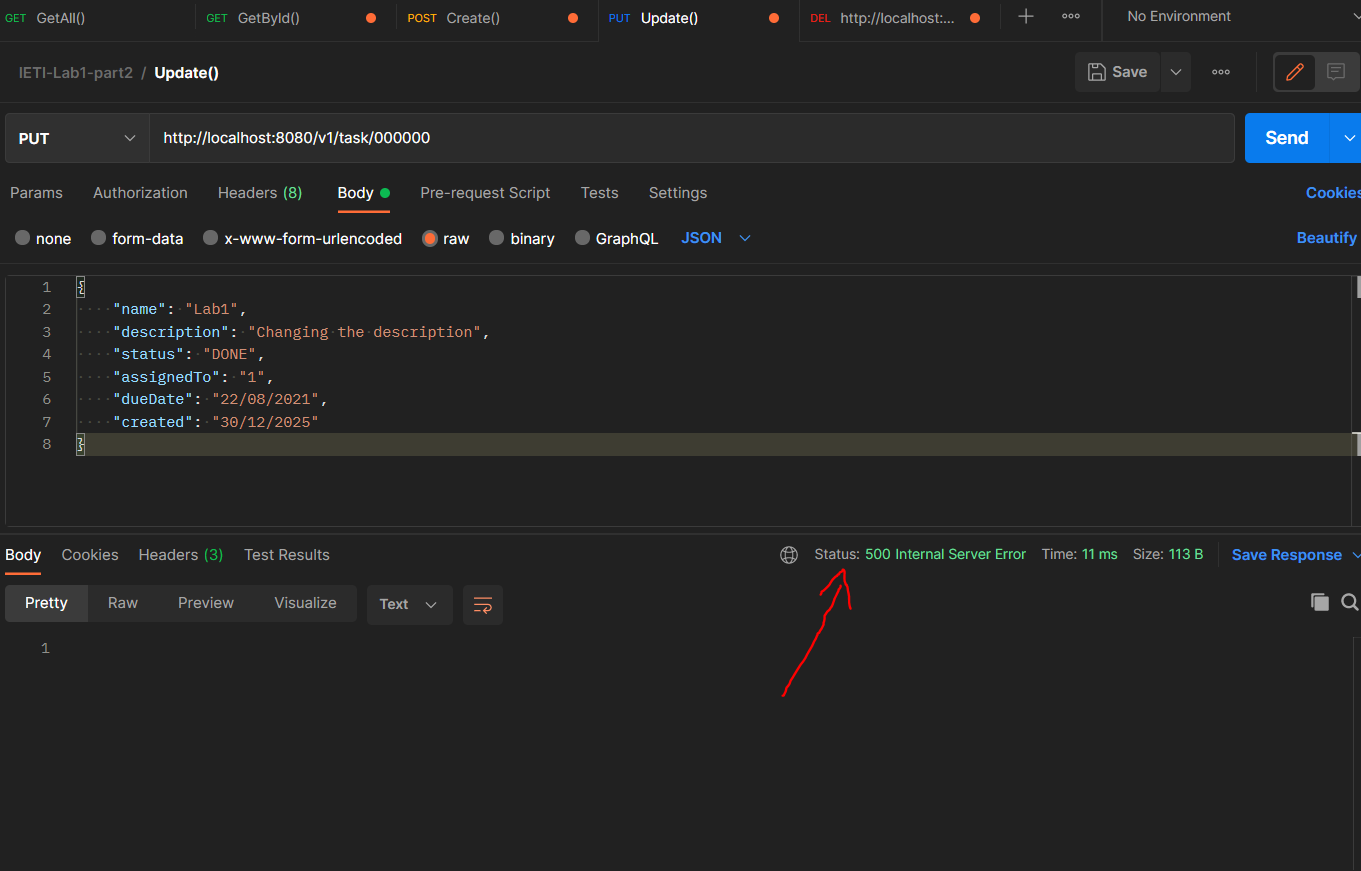 GET GetAll() GET GetById() POST Create() PUT Update() DEL http://localhost:... No Environment
IETI-Lab1-part2 / Update() Save
PUT http://localhost:8080/v1/task/000000 Send
Params Authorization Headers (8) Body Pre-request Script Tests Settings Cookies
none form-data x-www-form-urlencoded raw binary GraphQL JSON Beautify
1 {
2 "name": "Lab1",
3 "description": "Changing the description",
4 "status": "DONE",
5 "assignedTo": "1",
6 "dueDate": "22/08/2021",
7 "created": "30/12/2025"
8 }
Body Cookies Headers (3) Test Results Status: 500 Internal Server Error Time: 11 ms Size: 113 B Save Response
Pretty Raw Preview Visualize Text
1